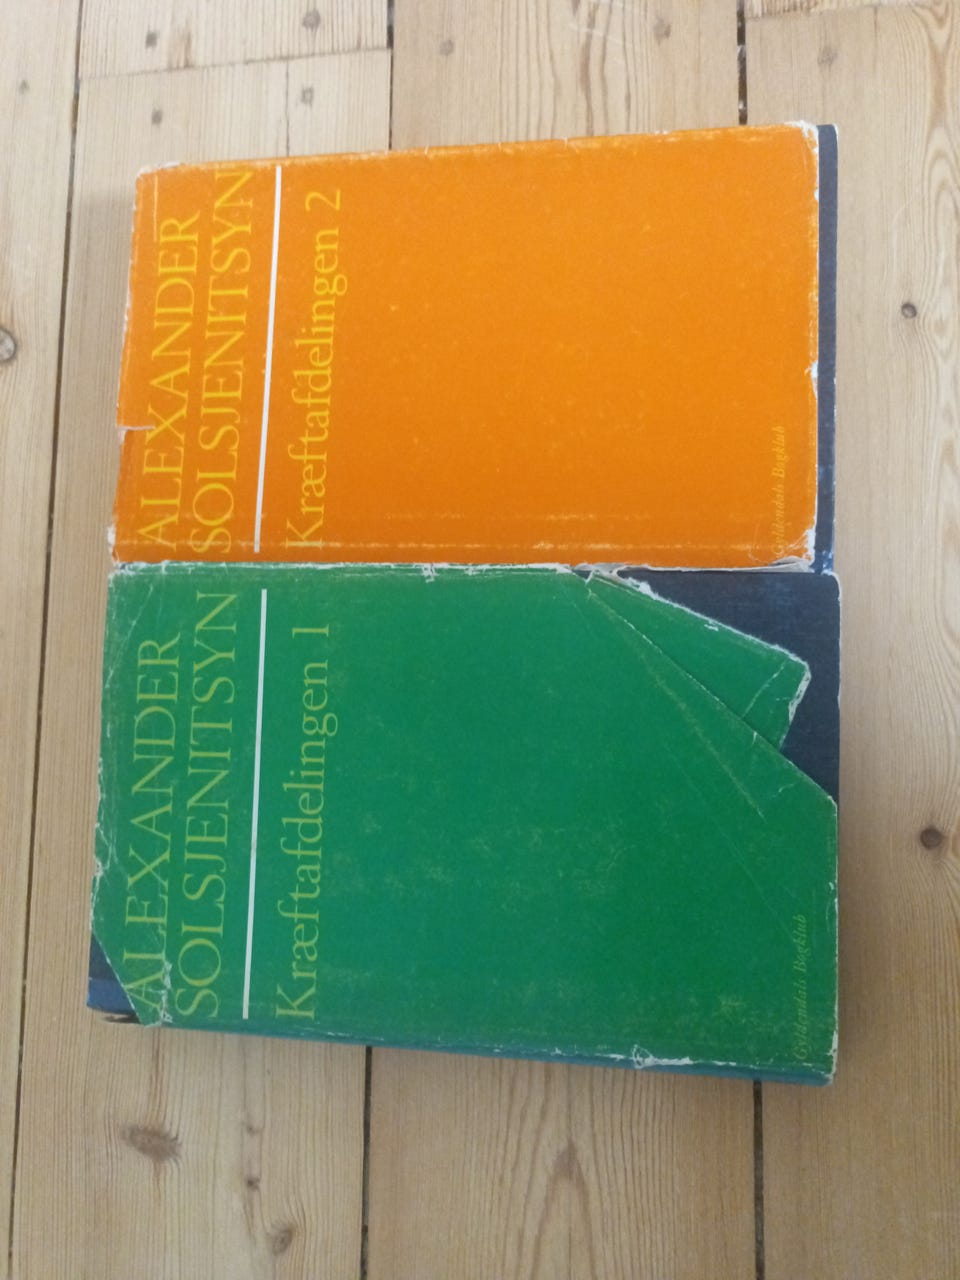 ALEXANDER
SOLSJENITSYN
Kræftafdelingen 1
Gyldendals Bogklub
ALEXANDER
SOLSJENITSYN
Kræftafdelingen 2
Gyldendals Bogklub